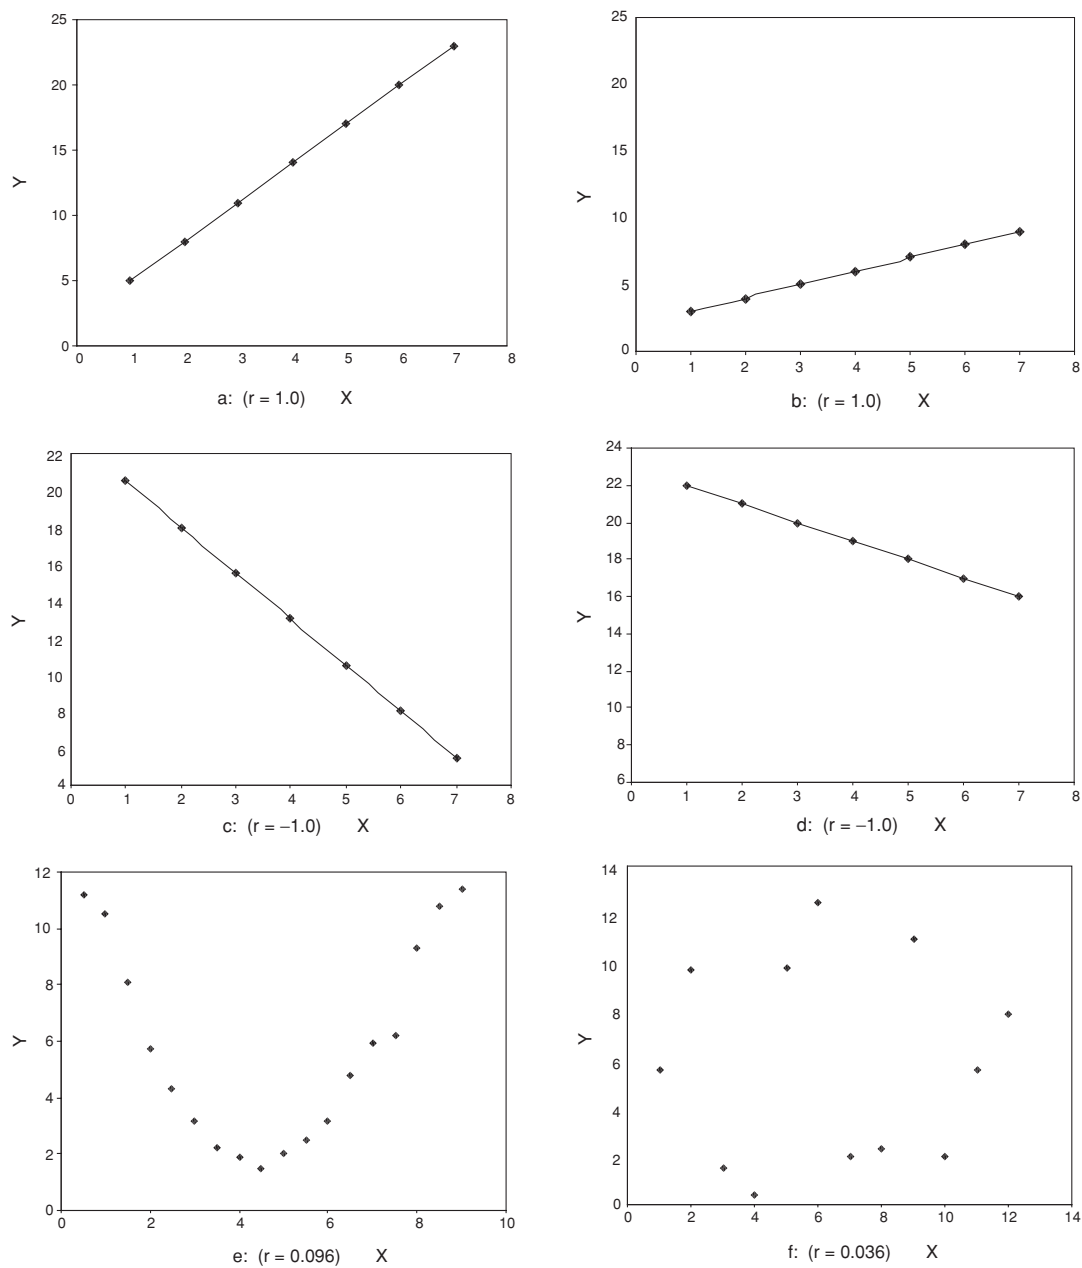 25
20
15
10
5
0
Y
0 1 2 3 4 5 6 7 8
a: (r = 1.0) X
25
20
15
10
5
0
Y
0 1 2 3 4 5 6 7 8
b: (r = 1.0) X
22
20
18
16
14
12
10
8
6
4
Y
0 1 2 3 4 5 6 7 8
c: (r = −1.0) X
24
22
20
18
16
14
12
10
8
6
Y
0 1 2 3 4 5 6 7 8
d: (r = −1.0) X
12
10
8
6
4
2
0
Y
0 2 4 6 8 10
e: (r = 0.096) X
14
12
10
8
6
4
2
0
Y
0 2 4 6 8 10 12 14
f: (r = 0.036) X